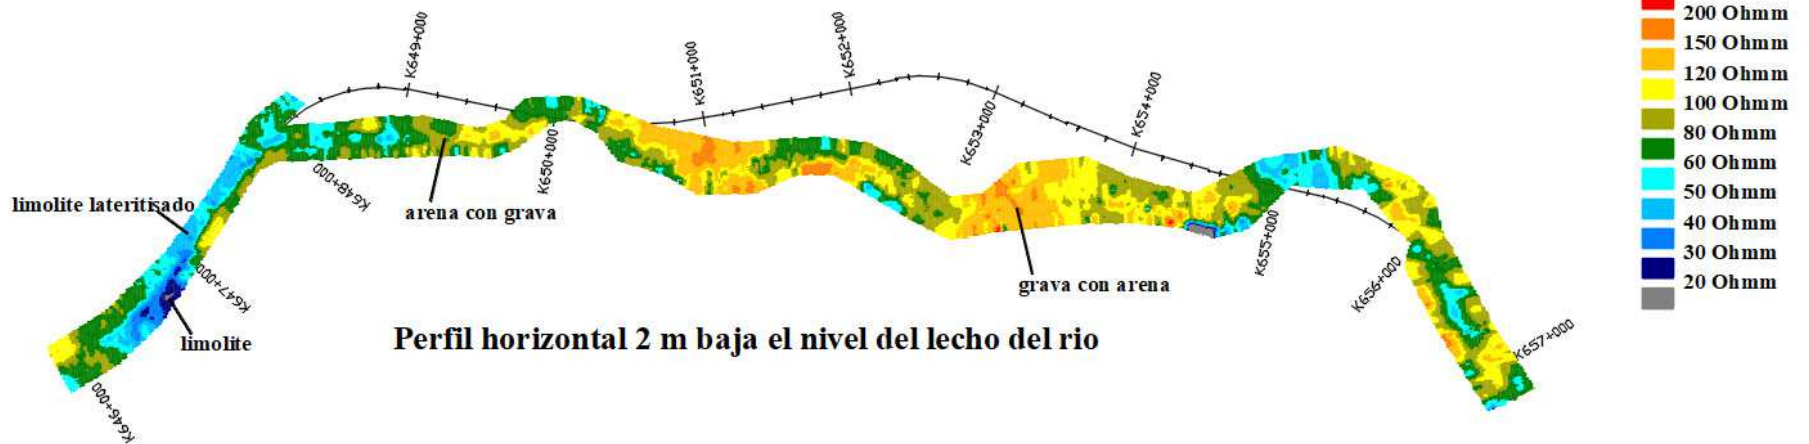 K646+000
K647+000
K648+000
K649+000
K650+000
K651+000
K652+000
K653+000
K654+000
K655+000
K656+000
K657+000
limolite lateritisado
limolite
arena con grava
grava con arena
Perfil horizontal 2 m baja el nivel del lecho del rio
200 Ohmm
150 Ohmm
120 Ohmm
100 Ohmm
80 Ohmm
60 Ohmm
50 Ohmm
40 Ohmm
30 Ohmm
20 Ohmm